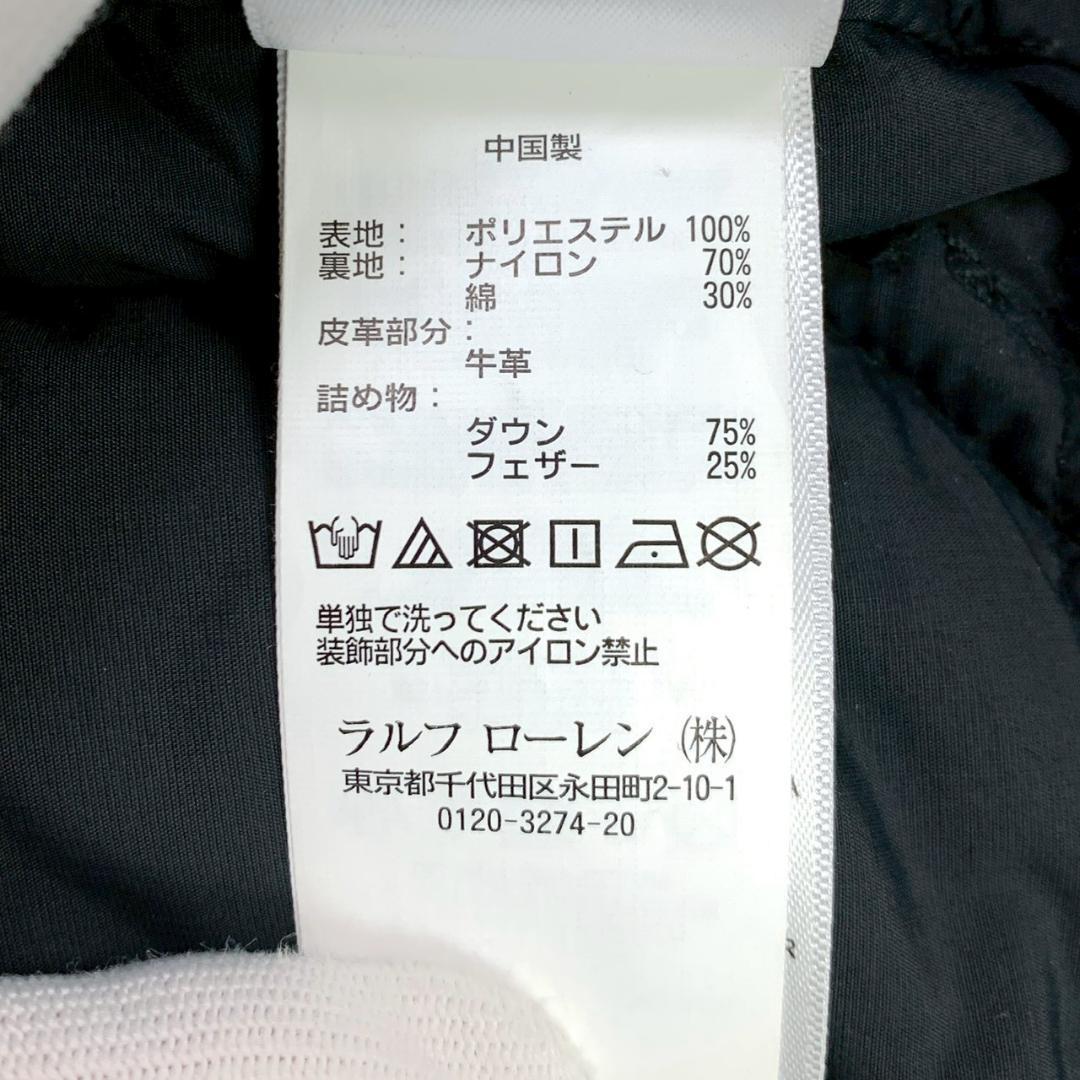 中国製
表地： ポリエステル 100%
裏地： ナイロン 70%
綿 30%
皮革部分：
牛革
詰め物：
ダウン 75%
フェザー 25%
単独で洗ってください
装飾部分へのアイロン禁止
ラルフ ローレン (株)
東京都千代田区永田町2-10-1
0120-3274-20
R